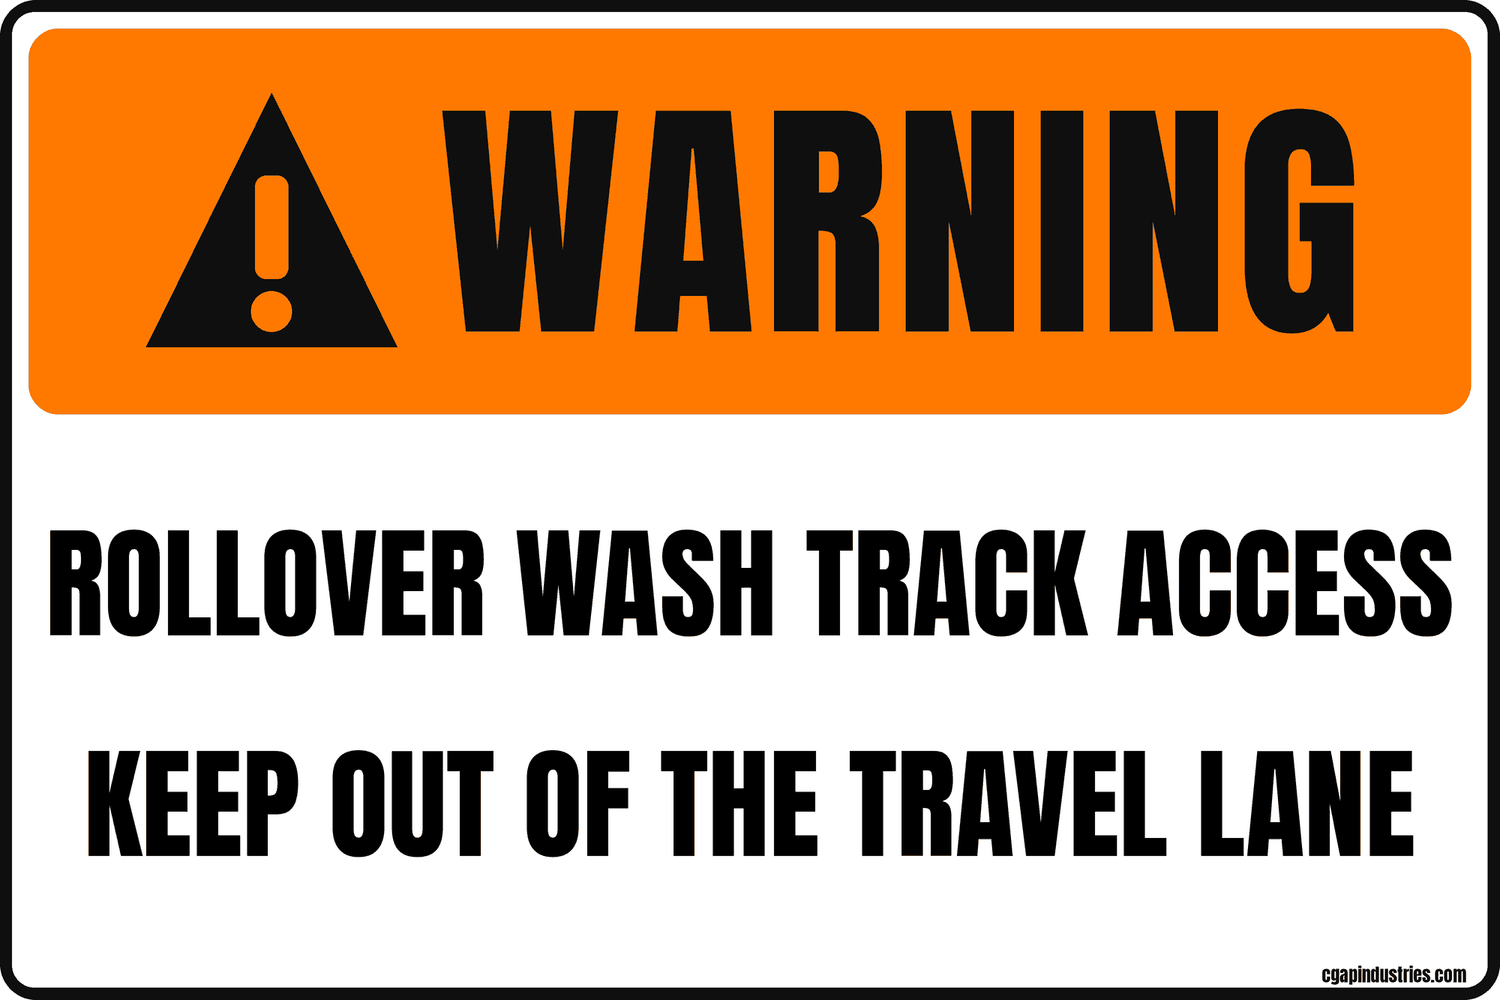 WARNING
ROLLOVER WASH TRACK ACCESS
KEEP OUT OF THE TRAVEL LANE
cgapindustries.com